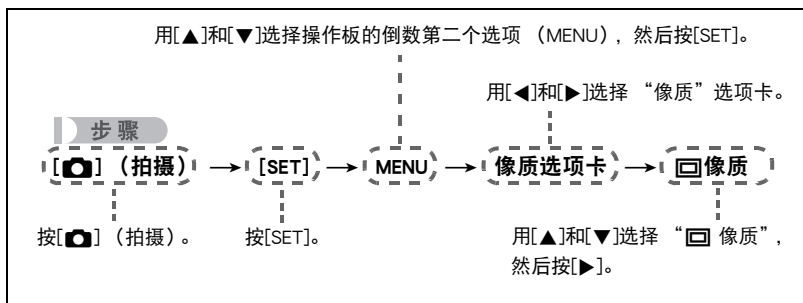 用[▲]和[▼]选择操作板的倒数第二个选项 （MENU）, 然后按[SET]。
用[◀]和[▶]选择 “像质” 选项卡。
步骤
[📷] （拍摄） → [SET] → MENU → 像质选项卡 → 像质
按[📷] （拍摄）。
按[SET]。
用[▲]和[▼]选择 “ 像质”,
然后按[▶]。